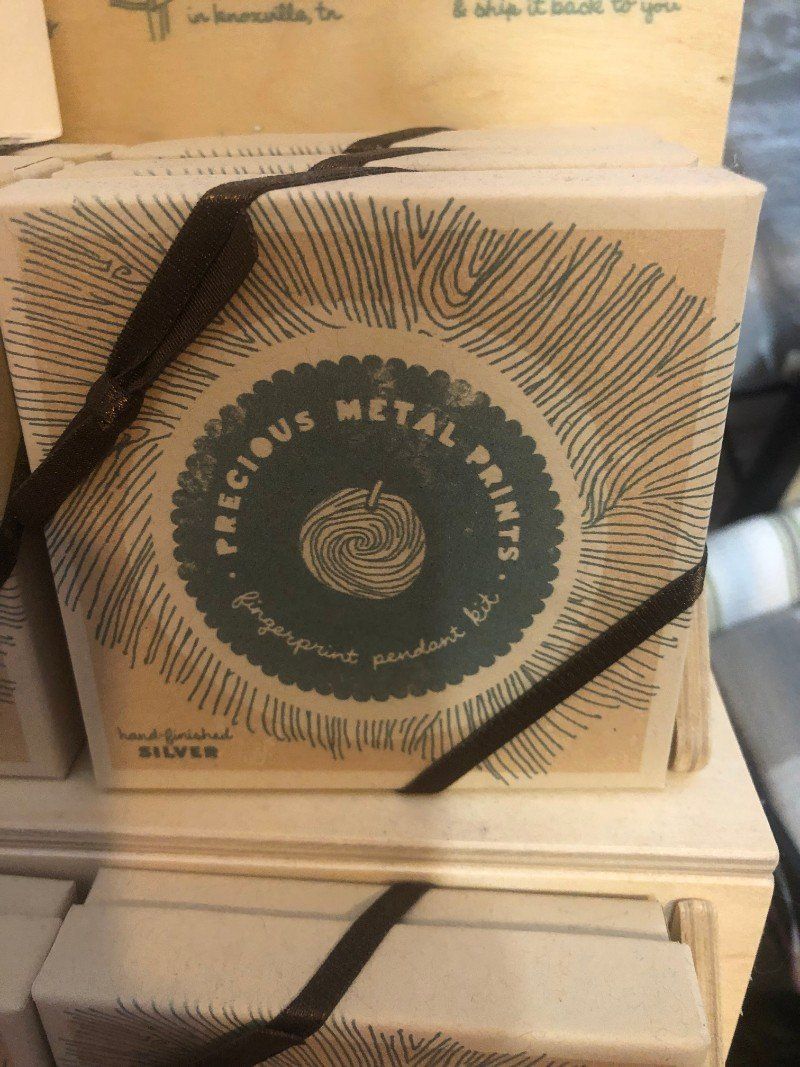 in knoxville, tn
& ship it back to you
· PRECIOUS METAL PRINTS ·
fingerprint pendant kit
hand-finished
SILVER